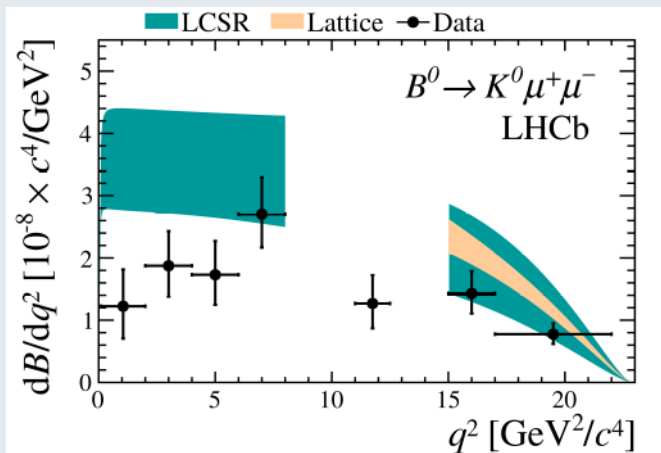 LCSR Lattice Data
dB/dq² [10⁻⁸ × c⁴/GeV²]
5
4
3
2
1
0
B⁰ → K⁰μ⁺μ⁻
LHCb
0 5 10 15 20
q² [GeV²/c⁴]